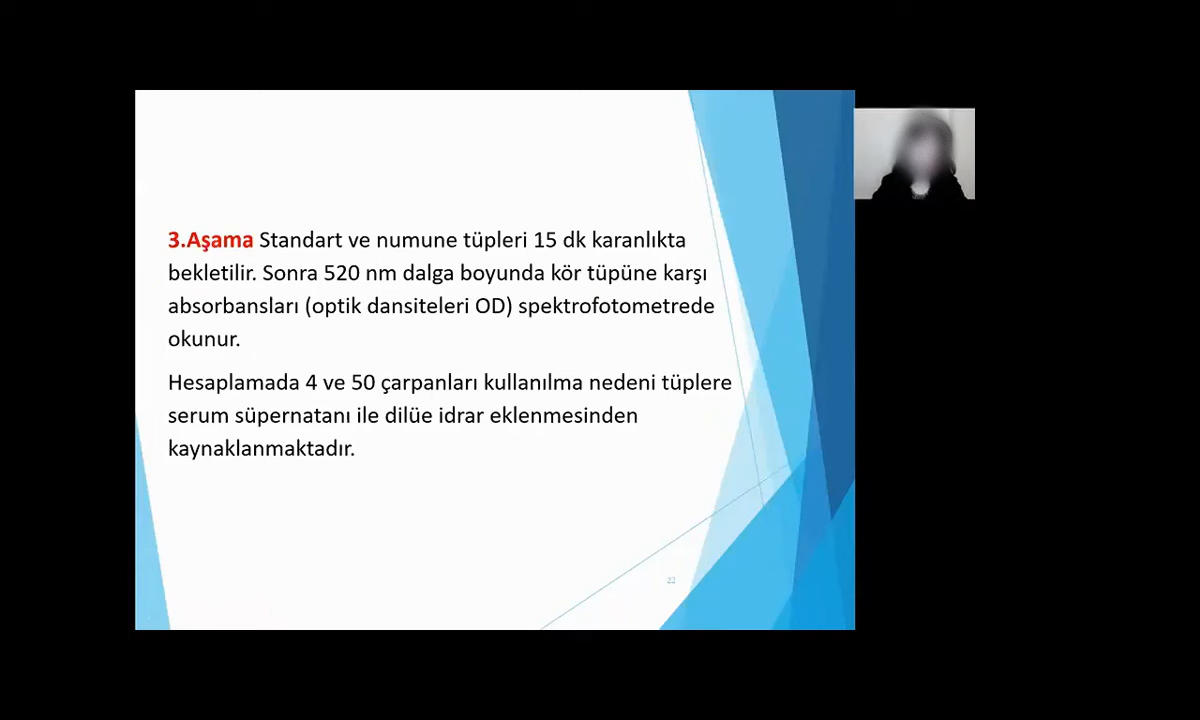 3.Aşama Standart ve numune tüpleri 15 dk karanlıkta
bekletilir. Sonra 520 nm dalga boyunda kör tüpüne karşı
absorbansları (optik dansiteleri OD) spektrofotometrede
okunur.
Hesaplamada 4 ve 50 çarpanları kullanılma nedeni tüplere
serum süpernatanı ile dilüe idrar eklenmesinden
kaynaklanmaktadır.
22